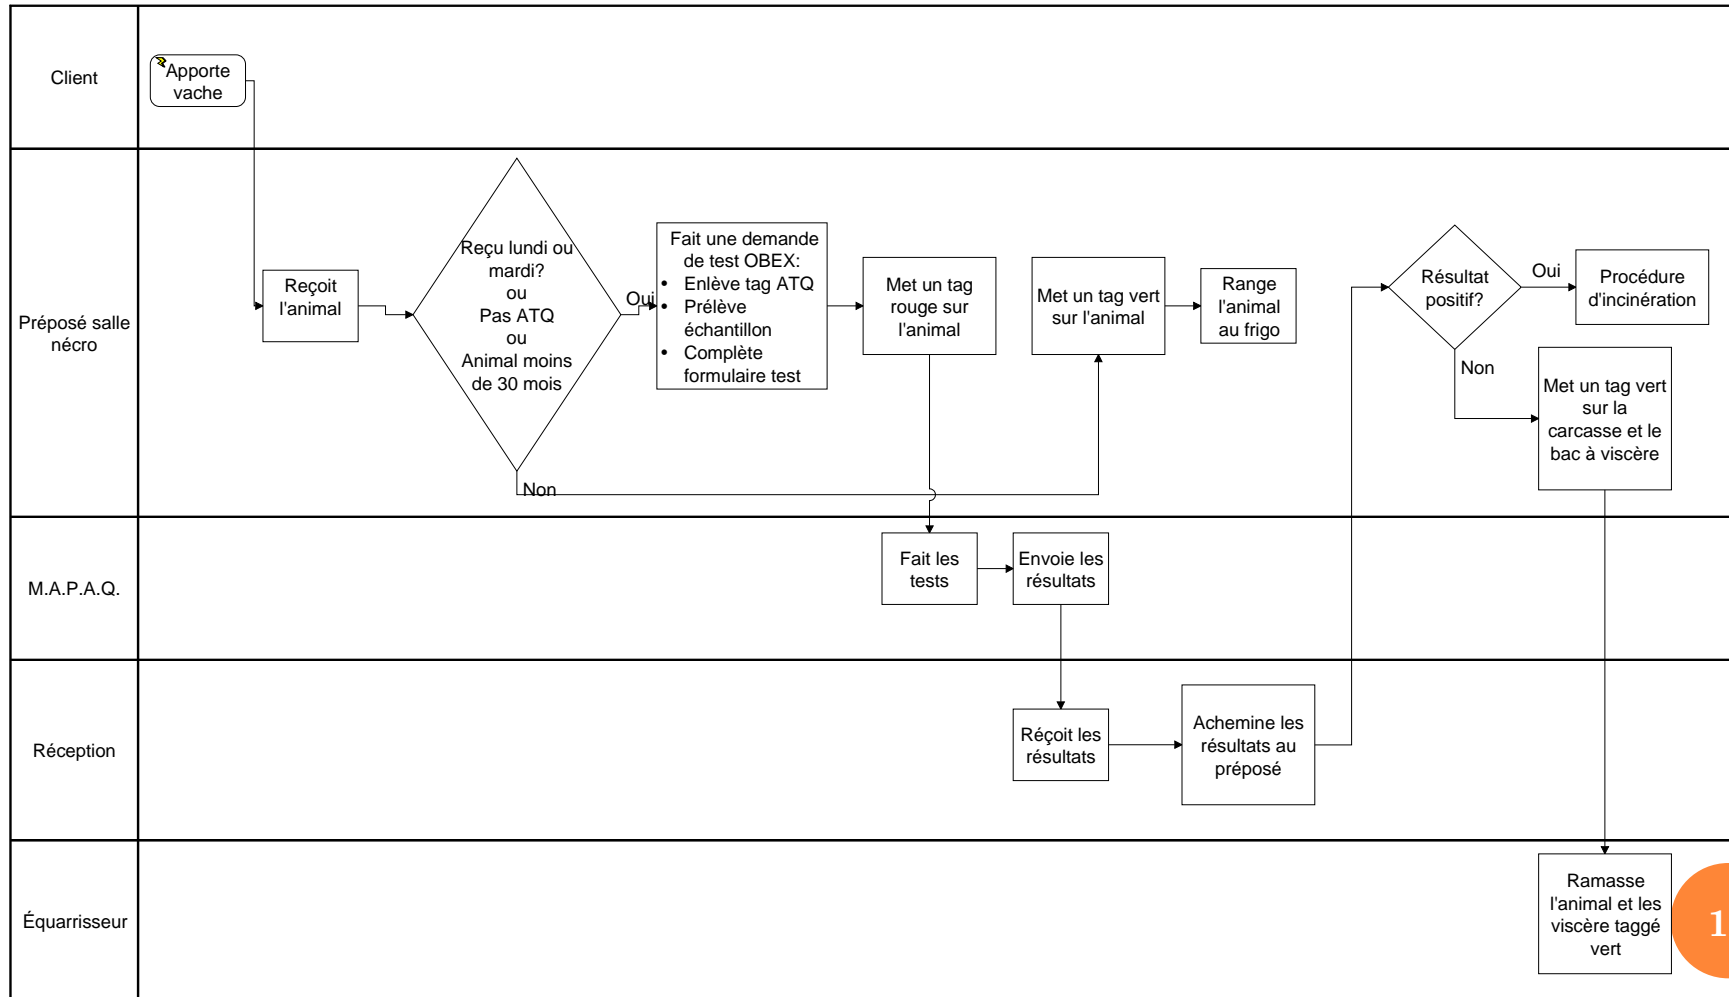 Client
Apporte
vache
Préposé salle
nécro
Reçoit
l'animal
Reçu lundi ou
mardi?
ou
Pas ATQ
ou
Animal moins
de 30 mois
Oui
Non
Fait une demande
de test OBEX:
• Enlève tag ATQ
• Prélève
échantillon
• Complète
formulaire test
Met un tag
rouge sur
l'animal
Met un tag vert
sur l'animal
Range
l'animal
au frigo
Résultat
positif?
Oui
Non
Procédure
d'incinération
Met un tag vert
sur la
carcasse et le
bac à viscère
M.A.P.A.Q.
Fait les
tests
Envoie les
résultats
Réception
Réçoit les
résultats
Achemine les
résultats au
préposé
Équarrisseur
Ramasse
l'animal et les
viscère taggé
vert
1